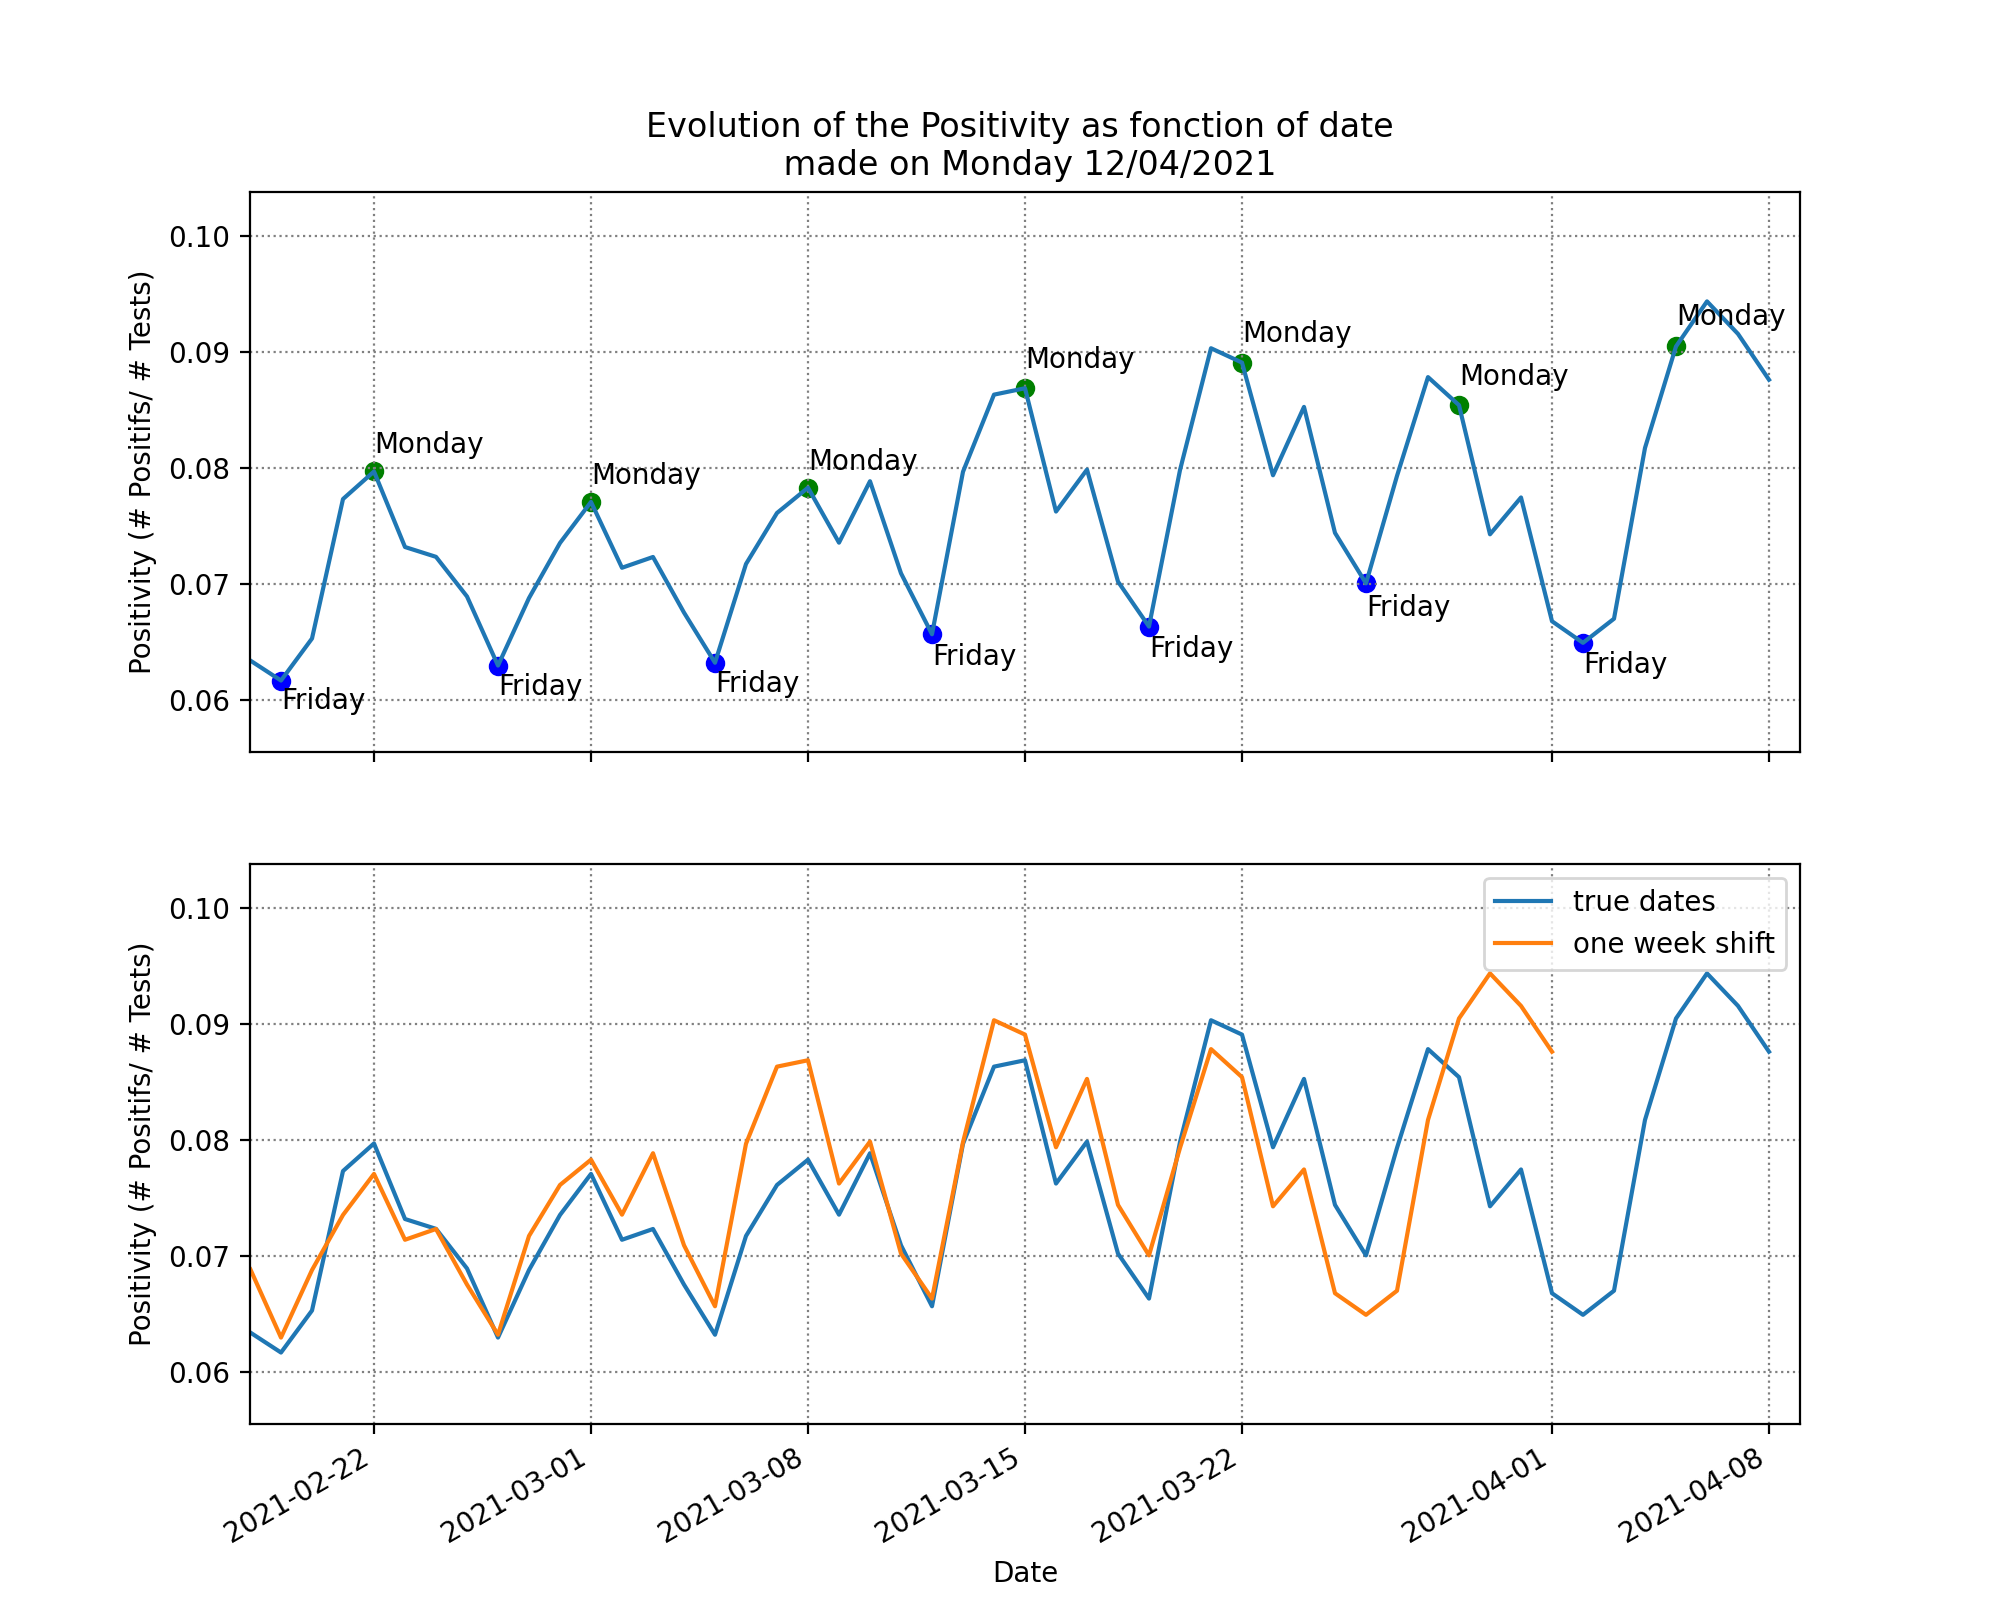 Evolution of the Positivity as fonction of date
made on Monday 12/04/2021
Positivity (# Positifs/ # Tests)
0.10
0.09
0.08
0.07
0.06
Monday
Monday
Monday
Monday
Monday
Monday
Monday
Friday
Friday
Friday
Friday
Friday
Friday
Friday
Positivity (# Positifs/ # Tests)
0.10
0.09
0.08
0.07
0.06
true dates
one week shift
2021-02-22
2021-03-01
2021-03-08
2021-03-15
2021-03-22
2021-04-01
2021-04-08
Date